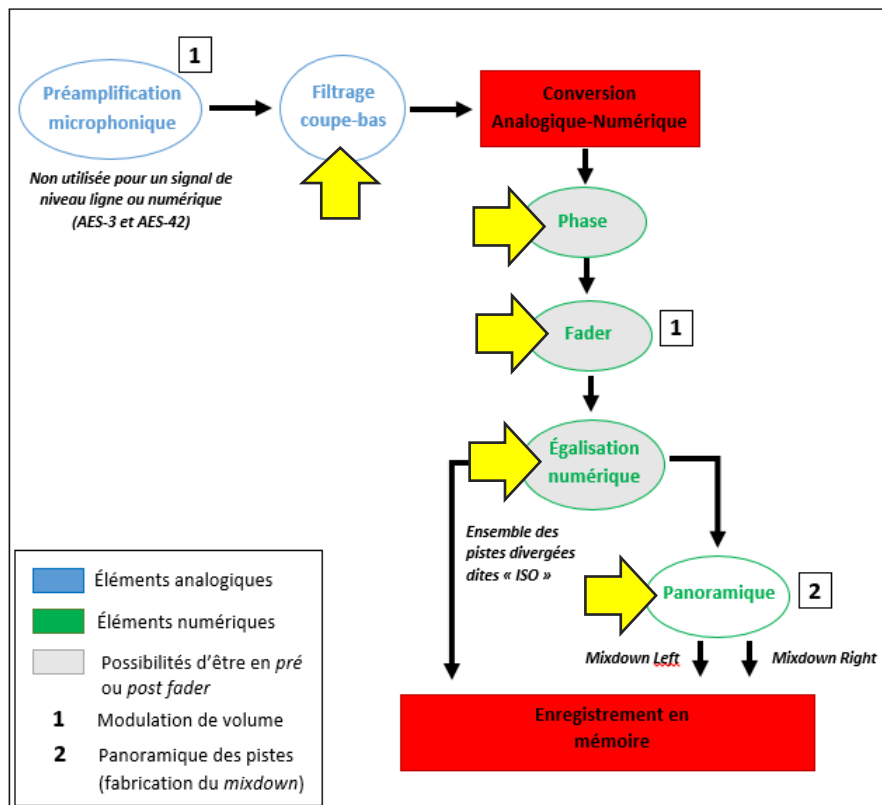 1
Préamplification
microphonique
Filtrage
coupe-bas
Conversion
Analogique-Numérique
Non utilisée pour un signal de
niveau ligne ou numérique
(AES-3 et AES-42)
Phase
Fader
1
Égalisation
numérique
Ensemble des
pistes divergées
dites « ISO »
Panoramique
2
Mixdown Left
Mixdown Right
Enregistrement en
mémoire
Éléments analogiques
Éléments numériques
Possibilités d'être en pré
ou post fader
1 Modulation de volume
2 Panoramique des pistes
(fabrication du mixdown)